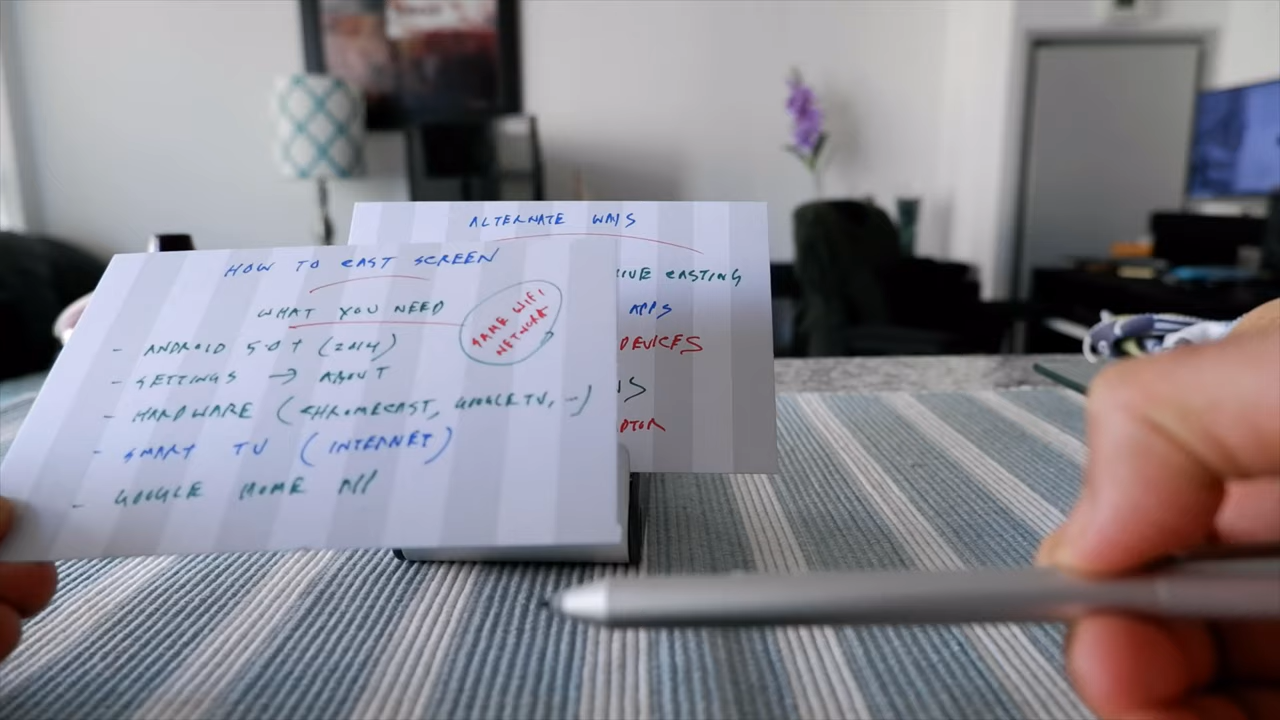 HOW TO CAST SCREEN
WHAT YOU NEED
SAME WIFI
NETWORK
- ANDROID 5.0+ (2014)
- SETTINGS → ABOUT
- HARDWARE (CHROMECAST, GOOGLE TV, ...)
- SMART TV (INTERNET)
- GOOGLE HOME
ALTERNATE WAYS
CASTING
APPS
DEVICES